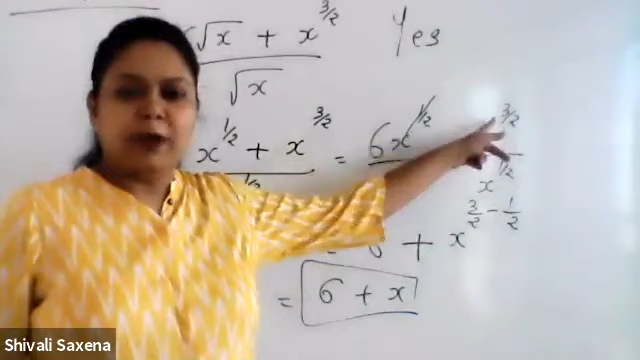 √x + x^3/2 Yes
√x
x^1/2 + x^3/2 = 6x^1/2 3/2
x^1/2
= 6 + x^3/2 - 1/2
= 6 + x
Shivali Saxena